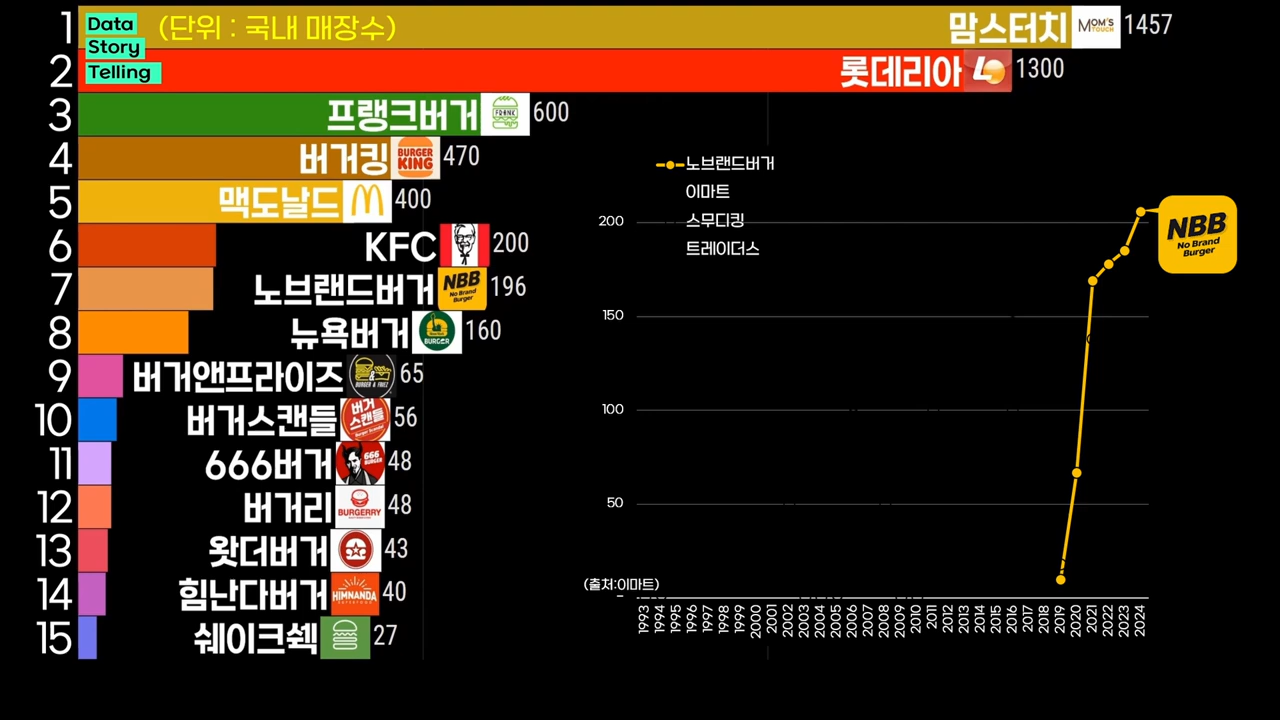 Data
Story
Telling
(단위 : 국내 매장수)
1 맘스터치 MOM'S TOUCH 1457
2 롯데리아 L 1300
3 프랭크버거 FRANK 600
4 버거킹 BURGER KING 470
5 맥도날드 400
6 KFC 200
7 노브랜드버거 NBB No Brand Burger 196
8 뉴욕버거 BURGER 160
9 버거앤프라이즈 & BURGER & FRIEZ 65
10 버거스캔들 버거 스캔들 56
11 666버거 666 BURGER 48
12 버거리 BURGERRY 48
13 왓더버거 43
14 힘난다버거 HIMNANDA 40
15 쉐이크쉑 27
노브랜드버거
이마트
스무디킹
트레이더스
200
150
100
50
(출처:이마트)
-
1993 1994 1995 1996 1997 1998 1999 2000 2001 2002 2003 2004 2005 2006 2007 2008 2009 2010 2011 2012 2013 2014 2015 2016 2017 2018 2019 2020 2021 2022 2023 2024
NBB
No Brand
Burger